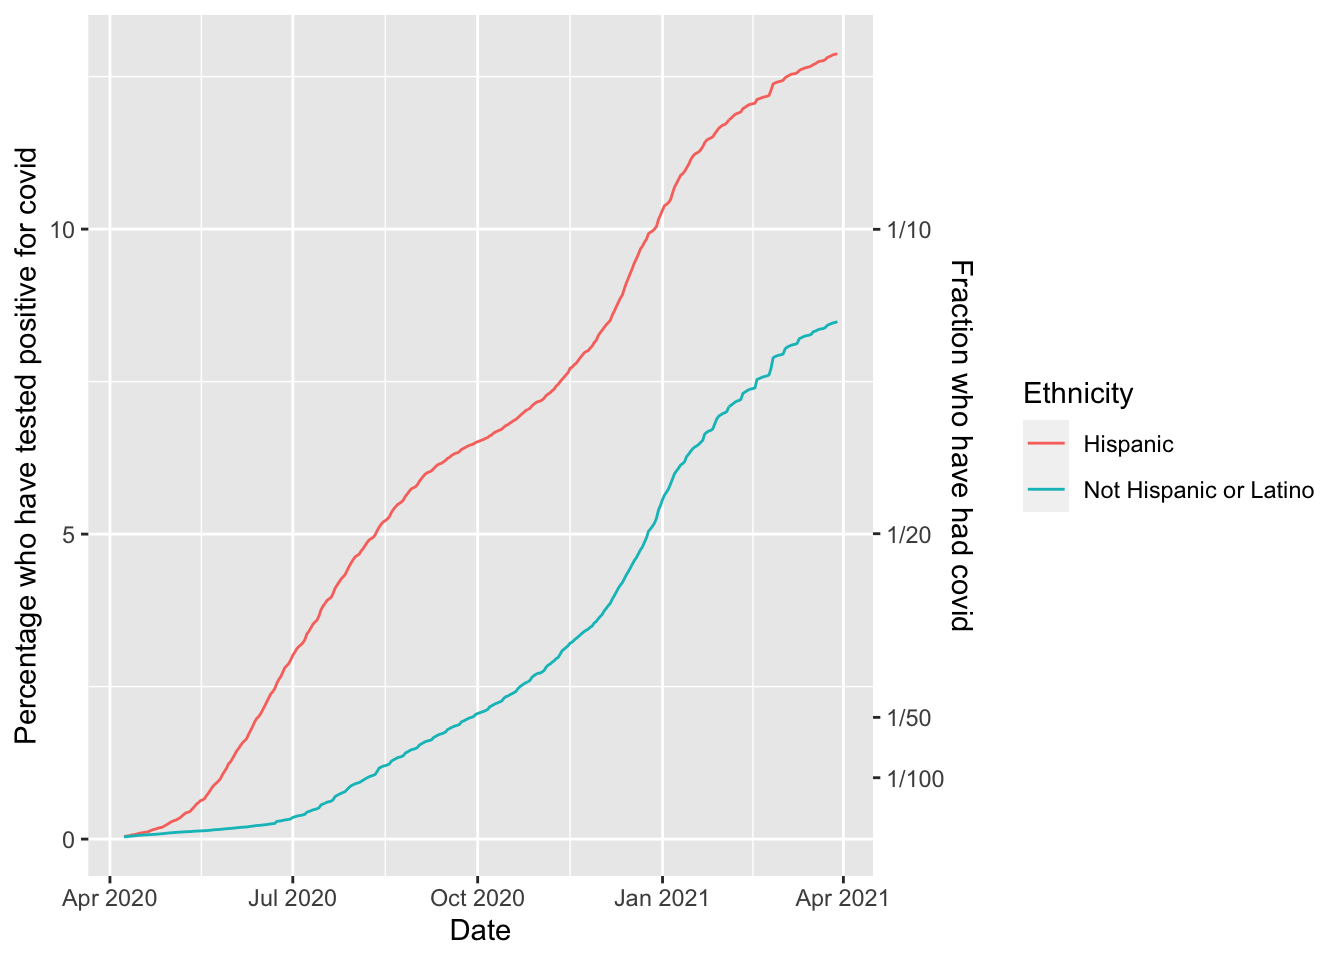 Percentage who have tested positive for covid
10
5
0
Apr 2020
Jul 2020
Oct 2020
Jan 2021
Apr 2021
Date
1/10
1/20
1/50
1/100
Fraction who have had covid
Ethnicity
Hispanic
Not Hispanic or Latino